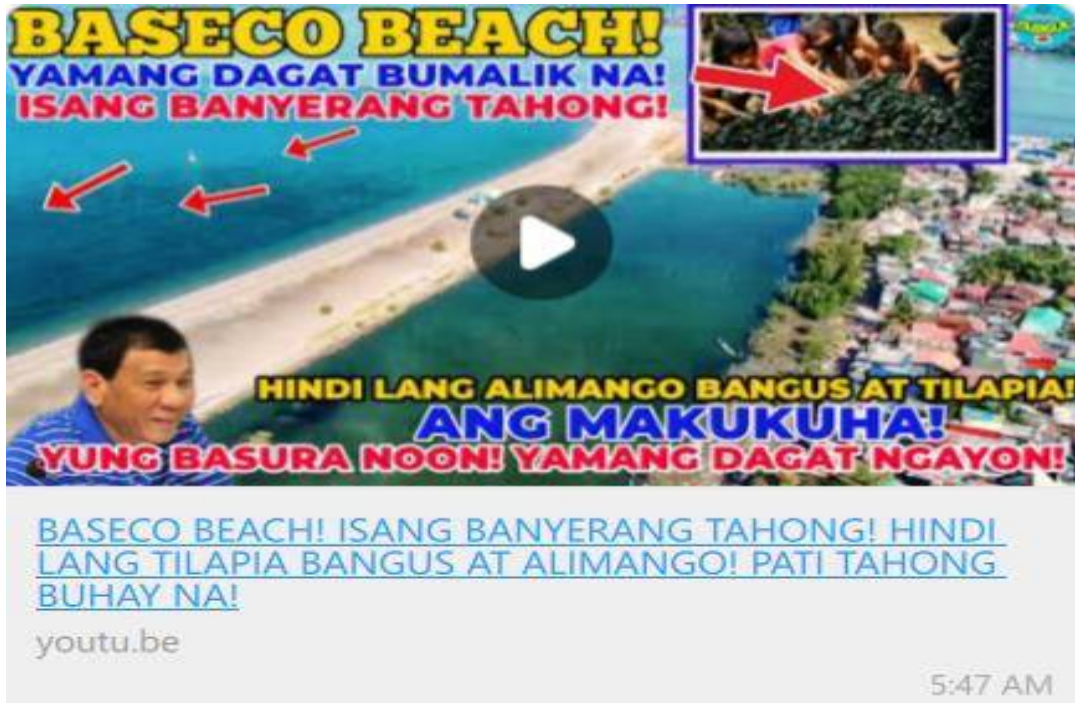 BASECO BEACH!
YAMANG DAGAT BUMALIK NA!
ISANG BANYERANG TAHONG!
HINDI LANG ALIMANGO BANGUS AT TILAPIA!
ANG MAKUKUHA!
YUNG BASURA NOON! YAMANG DAGAT NGAYON!
BASECO BEACH! ISANG BANYERANG TAHONG! HINDI
LANG TILAPIA BANGUS AT ALIMANGO! PATI TAHONG
BUHAY NA!
youtu.be
5:47 AM